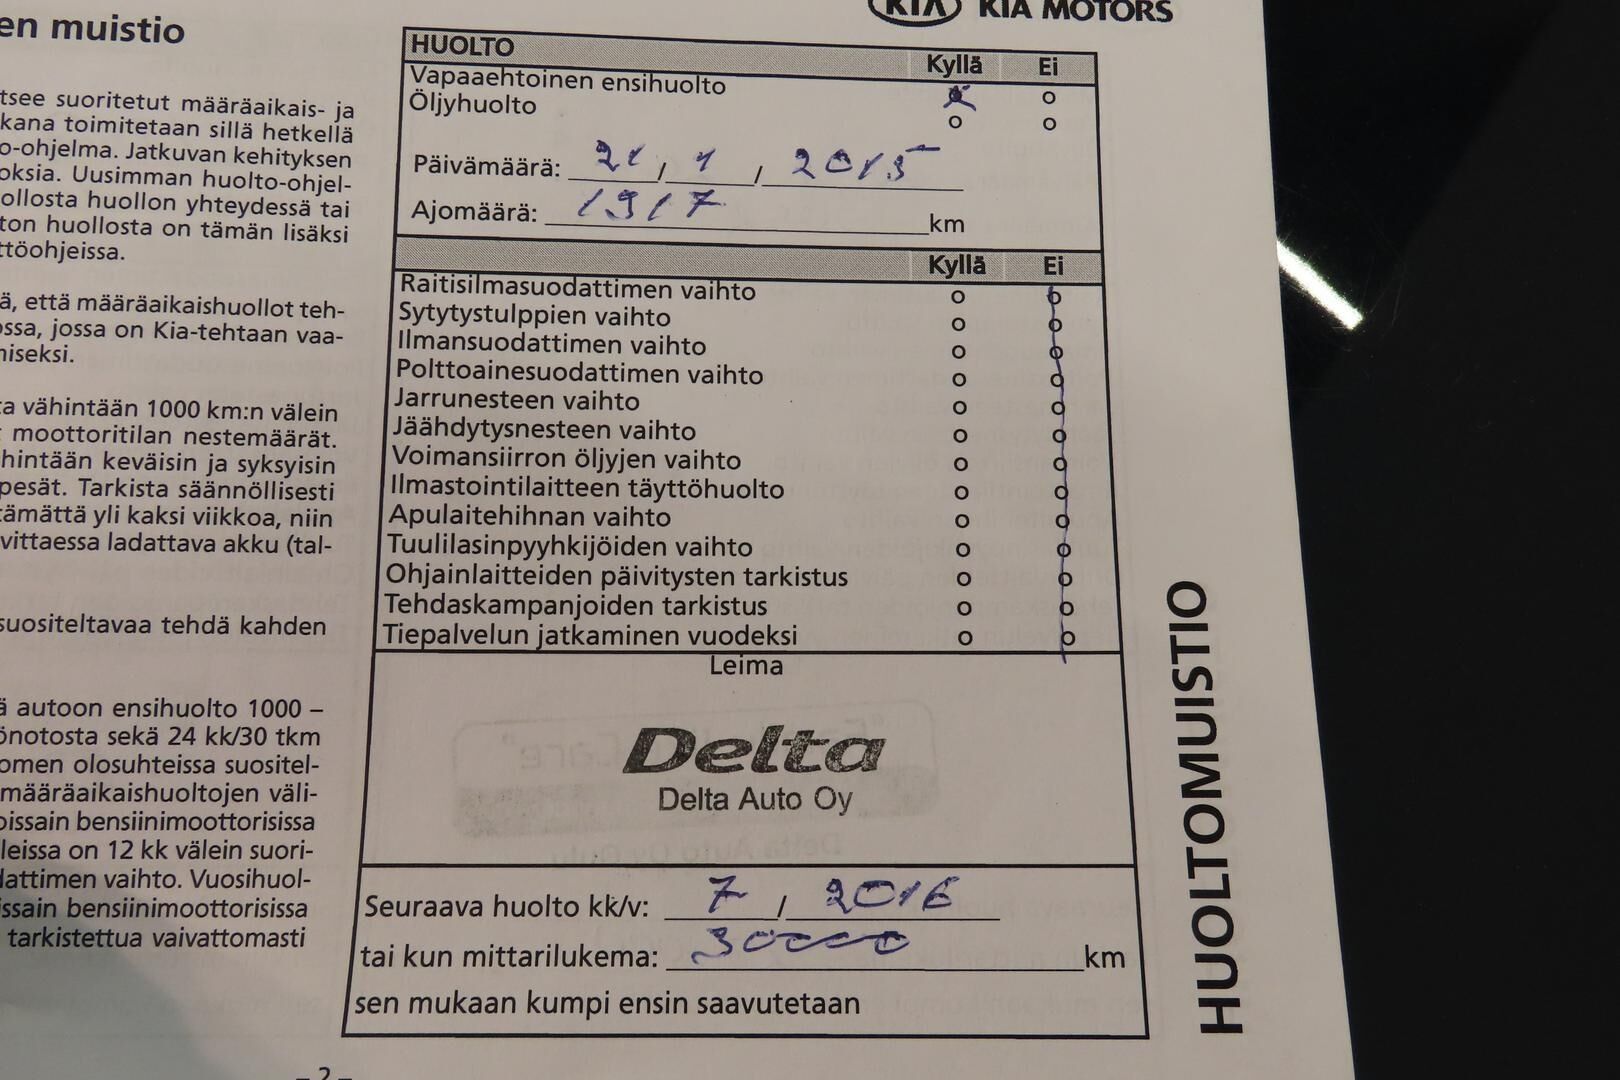 en muistio
tsee suoritetut määräaikais- ja
kana toimitetaan sillä hetkellä
o-ohjelma. Jatkuvan kehityksen
oksia. Uusimman huolto-ohjel-
ollosta huollon yhteydessä tai
ton huollosta on tämän lisäksi
ttöohjeissa.
ä, että määräaikaishuollot teh-
ossa, jossa on Kia-tehtaan vaa-
niseksi.
ta vähintään 1000 km:n välein
moottoritilan nestemäärät.
hintään keväisin ja syksyisin
pesät. Tarkista säännöllisesti
tämättä yli kaksi viikkoa, niin
vittaessa ladattava akku (tal-
suositeltavaa tehdä kahden
ä autoon ensihuolto 1000 –
önotosta sekä 24 kk/30 tkm
omen olosuhteissa suositel-
määräaikaishuoltojen väli-
oissain bensiinimoottorisissa
leissa on 12 kk välein suori-
dattimen vaihto. Vuosihuol-
issain bensiinimoottorisissa
tarkistettua vaivattomasti
– 2 –
KIA KIA MOTORS
HUOLTO Kyllä Ei
Vapaaehtoinen ensihuolto
Öljyhuolto
Päivämäärä: 21 / 1 / 2015
Ajomäärä: 1917 km
Kyllä Ei
Raitisilmasuodattimen vaihto
Sytytystulppien vaihto
Ilmansuodattimen vaihto
Polttoainesuodattimen vaihto
Jarrunesteen vaihto
Jäähdytysnesteen vaihto
Voimansiirron öljyjen vaihto
Ilmastointilaitteen täyttöhuolto
Apulaitehihnan vaihto
Tuulilasinpyyhkijöiden vaihto
Ohjainlaitteiden päivitysten tarkistus
Tehdaskampanjoiden tarkistus
Tiepalvelun jatkaminen vuodeksi
Leima
Delta
Delta Auto Oy
Seuraava huolto kk/v: 7 / 2016
tai kun mittarilukema: 30000 km
sen mukaan kumpi ensin saavutetaan
HUOLTOMUISTIO